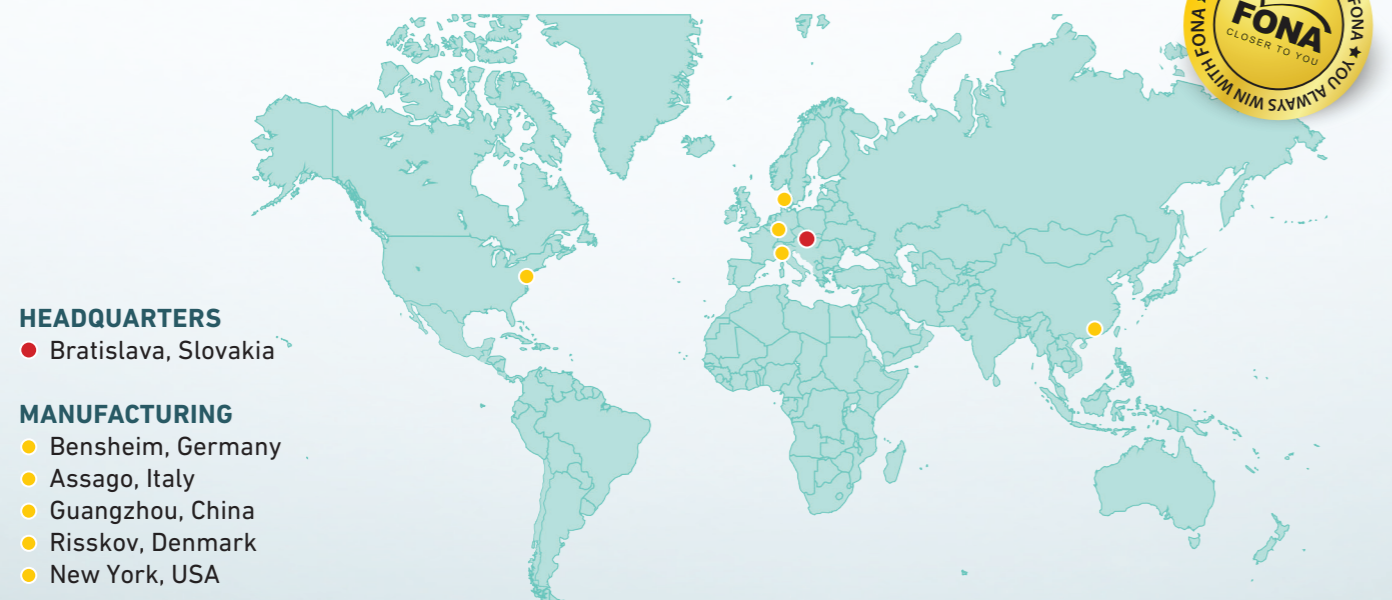 FONA
CLOSER TO YOU
FONA ★ YOU ALWAYS WIN WITH FONA
HEADQUARTERS
Bratislava, Slovakia
MANUFACTURING
Bensheim, Germany
Assago, Italy
Guangzhou, China
Risskov, Denmark
New York, USA